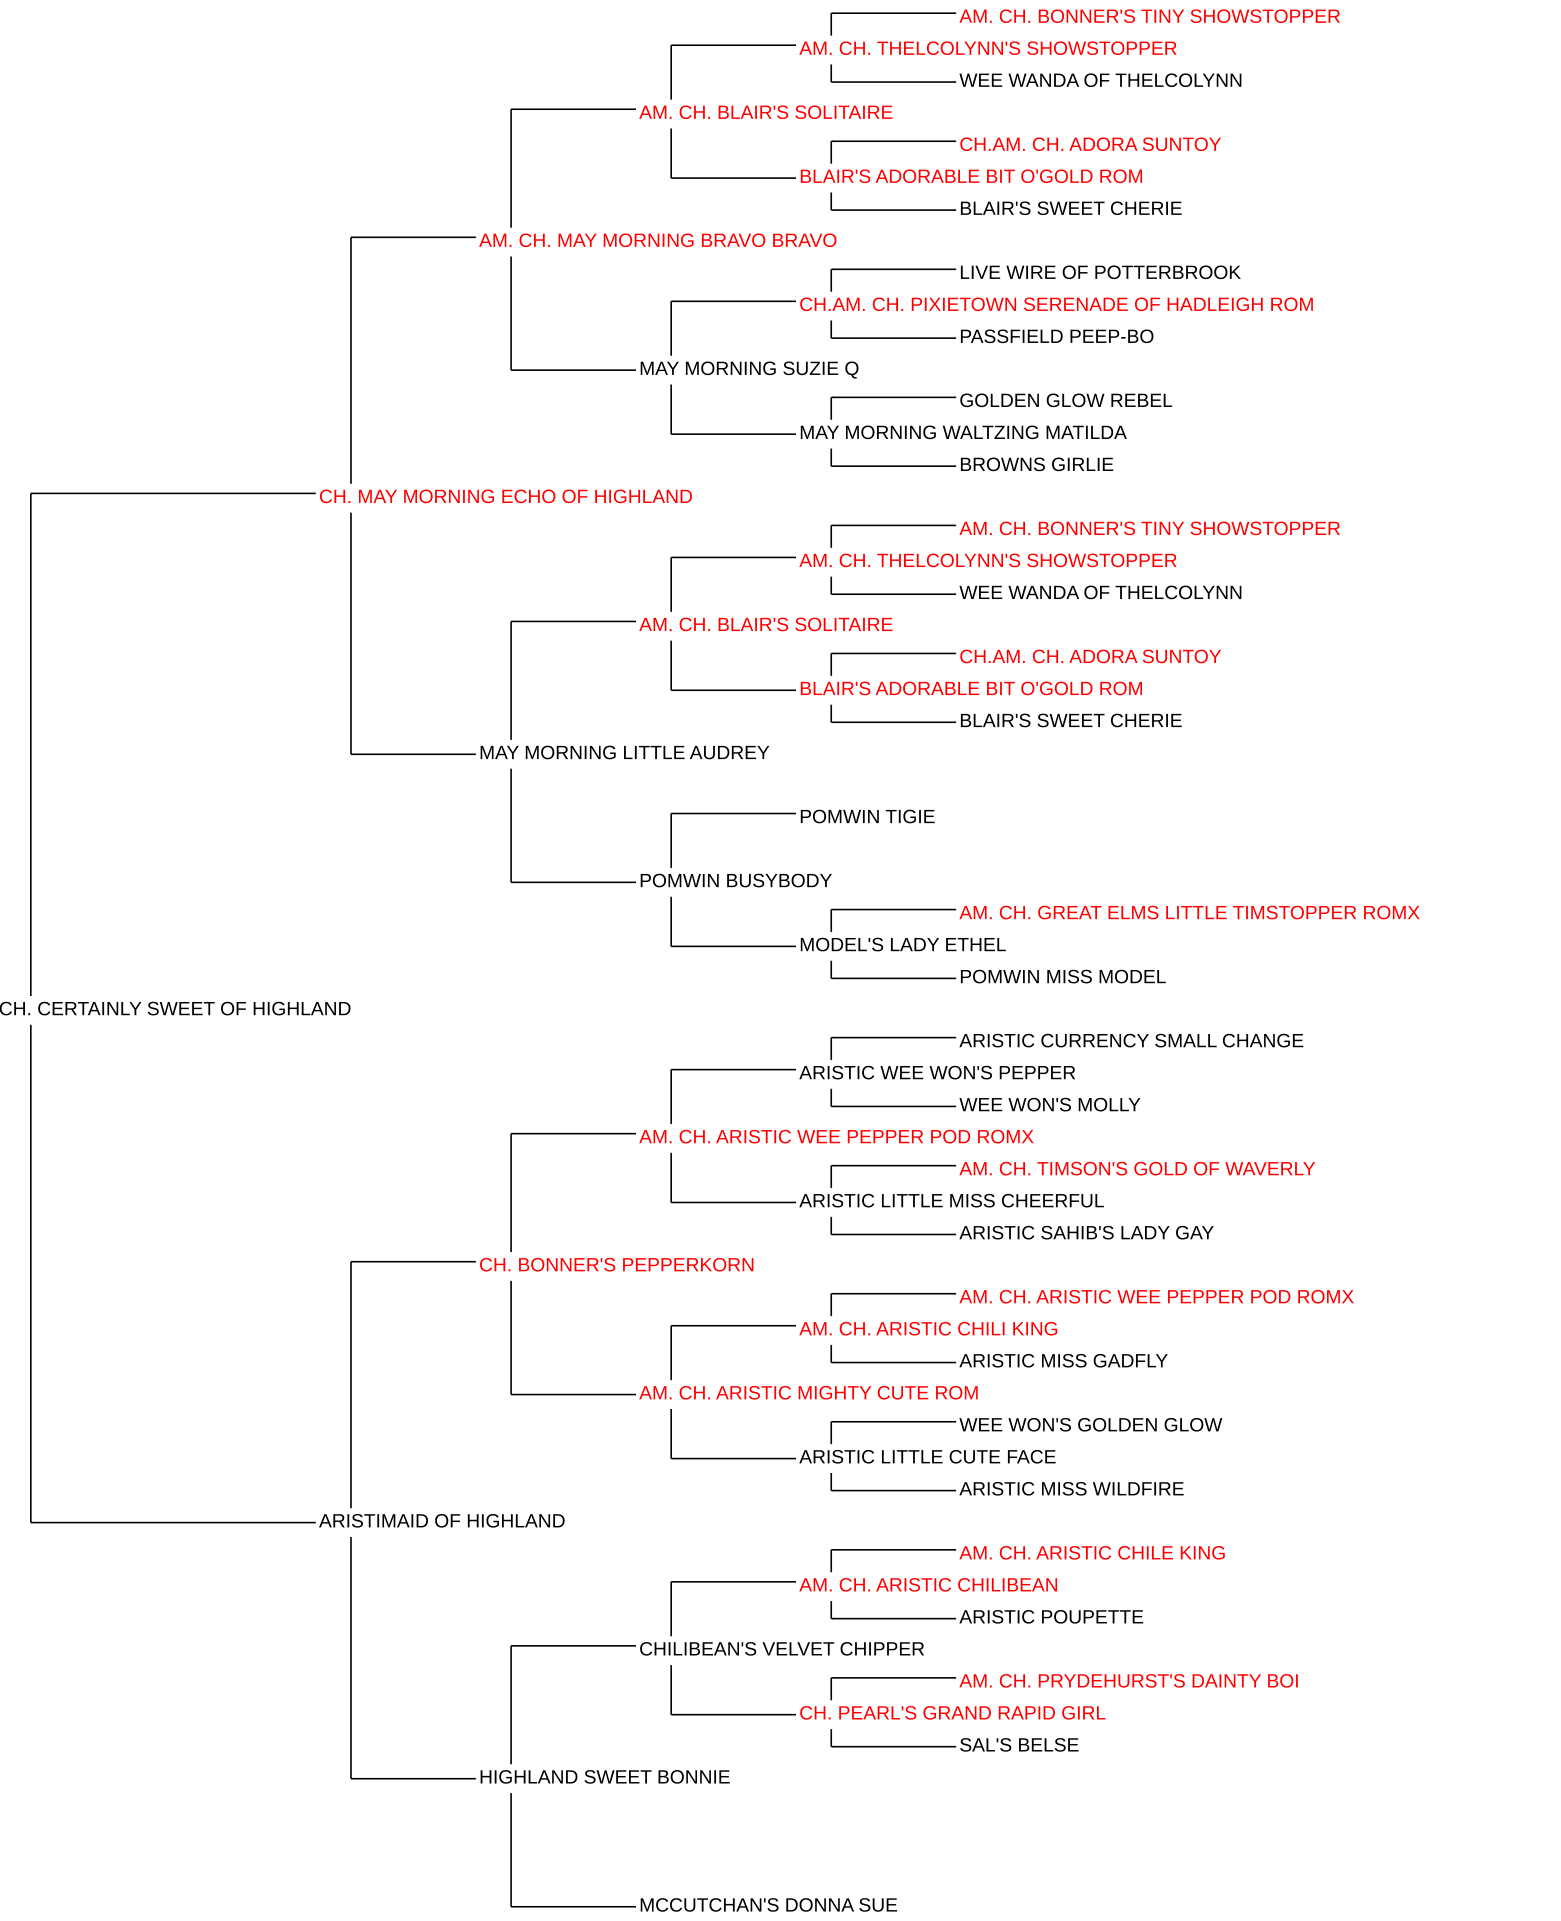 AM. CH. BONNER'S TINY SHOWSTOPPER
AM. CH. THELCOLYNN'S SHOWSTOPPER
WEE WANDA OF THELCOLYNN
AM. CH. BLAIR'S SOLITAIRE
CH.AM. CH. ADORA SUNTOY
BLAIR'S ADORABLE BIT O'GOLD ROM
BLAIR'S SWEET CHERIE
AM. CH. MAY MORNING BRAVO BRAVO
LIVE WIRE OF POTTERBROOK
CH.AM. CH. PIXIETOWN SERENADE OF HADLEIGH ROM
PASSFIELD PEEP-BO
MAY MORNING SUZIE Q
GOLDEN GLOW REBEL
MAY MORNING WALTZING MATILDA
BROWNS GIRLIE
CH. MAY MORNING ECHO OF HIGHLAND
AM. CH. BONNER'S TINY SHOWSTOPPER
AM. CH. THELCOLYNN'S SHOWSTOPPER
WEE WANDA OF THELCOLYNN
AM. CH. BLAIR'S SOLITAIRE
CH.AM. CH. ADORA SUNTOY
BLAIR'S ADORABLE BIT O'GOLD ROM
BLAIR'S SWEET CHERIE
MAY MORNING LITTLE AUDREY
POMWIN TIGIE
POMWIN BUSYBODY
AM. CH. GREAT ELMS LITTLE TIMSTOPPER ROMX
MODEL'S LADY ETHEL
POMWIN MISS MODEL
CH. CERTAINLY SWEET OF HIGHLAND
ARISTIC CURRENCY SMALL CHANGE
ARISTIC WEE WON'S PEPPER
WEE WON'S MOLLY
AM. CH. ARISTIC WEE PEPPER POD ROMX
AM. CH. TIMSON'S GOLD OF WAVERLY
ARISTIC LITTLE MISS CHEERFUL
ARISTIC SAHIB'S LADY GAY
CH. BONNER'S PEPPERKORN
AM. CH. ARISTIC WEE PEPPER POD ROMX
AM. CH. ARISTIC CHILI KING
ARISTIC MISS GADFLY
AM. CH. ARISTIC MIGHTY CUTE ROM
WEE WON'S GOLDEN GLOW
ARISTIC LITTLE CUTE FACE
ARISTIC MISS WILDFIRE
ARISTIMAID OF HIGHLAND
AM. CH. ARISTIC CHILE KING
AM. CH. ARISTIC CHILIBEAN
ARISTIC POUPETTE
CHILIBEAN'S VELVET CHIPPER
AM. CH. PRYDEHURST'S DAINTY BOI
CH. PEARL'S GRAND RAPID GIRL
SAL'S BELSE
HIGHLAND SWEET BONNIE
MCCUTCHAN'S DONNA SUE